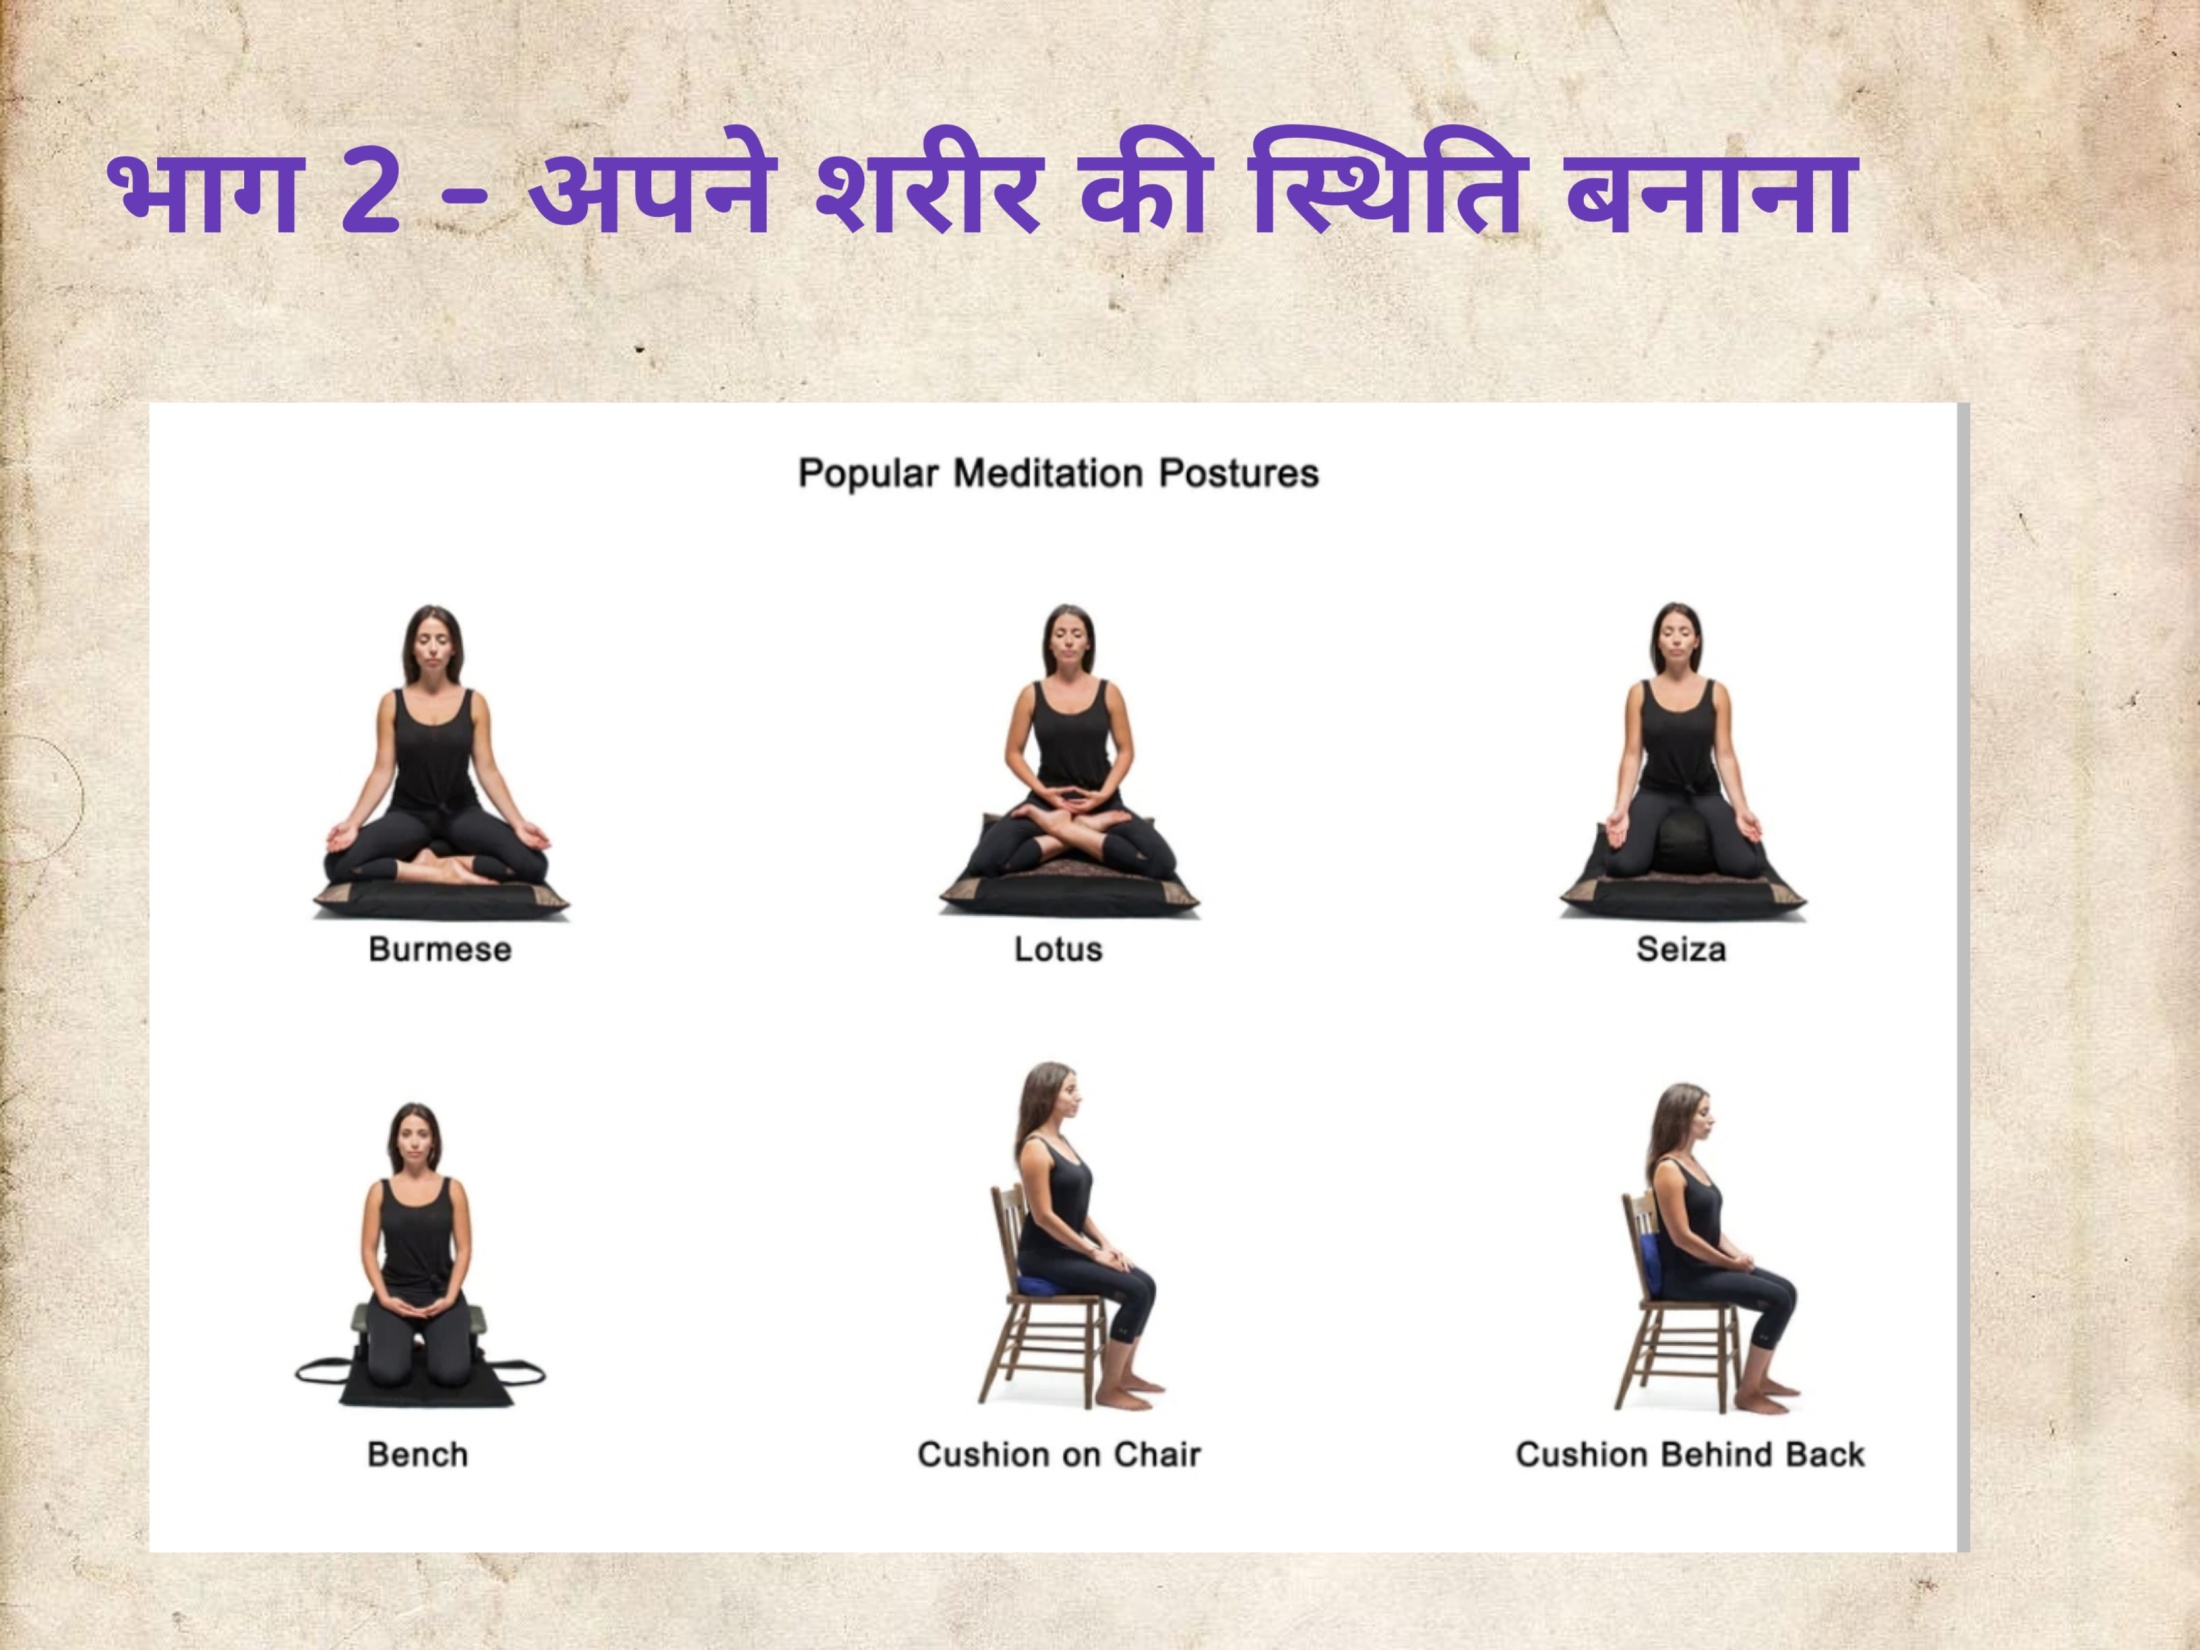 भाग 2 – अपने शरीर की स्थिति बनाना
Popular Meditation Postures
Burmese
Lotus
Seiza
Bench
Cushion on Chair
Cushion Behind Back